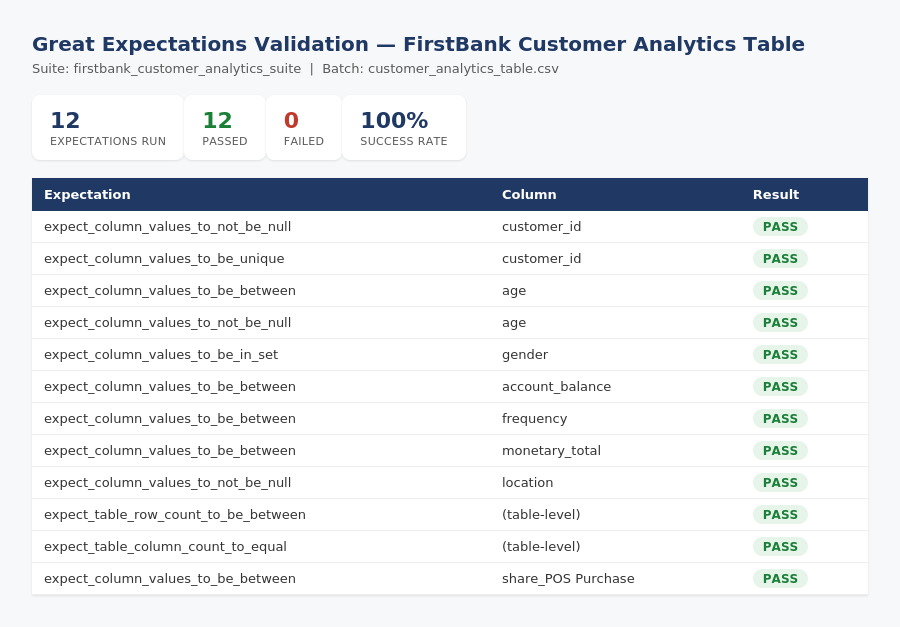 Great Expectations Validation — FirstBank Customer Analytics Table
Suite: firstbank_customer_analytics_suite | Batch: customer_analytics_table.csv
12 12 0 100%
EXPECTATIONS RUN PASSED FAILED SUCCESS RATE
Expectation Column Result
expect_column_values_to_not_be_null customer_id PASS
expect_column_values_to_be_unique customer_id PASS
expect_column_values_to_be_between age PASS
expect_column_values_to_not_be_null age PASS
expect_column_values_to_be_in_set gender PASS
expect_column_values_to_be_between account_balance PASS
expect_column_values_to_be_between frequency PASS
expect_column_values_to_be_between monetary_total PASS
expect_column_values_to_not_be_null location PASS
expect_table_row_count_to_be_between (table-level) PASS
expect_table_column_count_to_equal (table-level) PASS
expect_column_values_to_be_between share_POS Purchase PASS